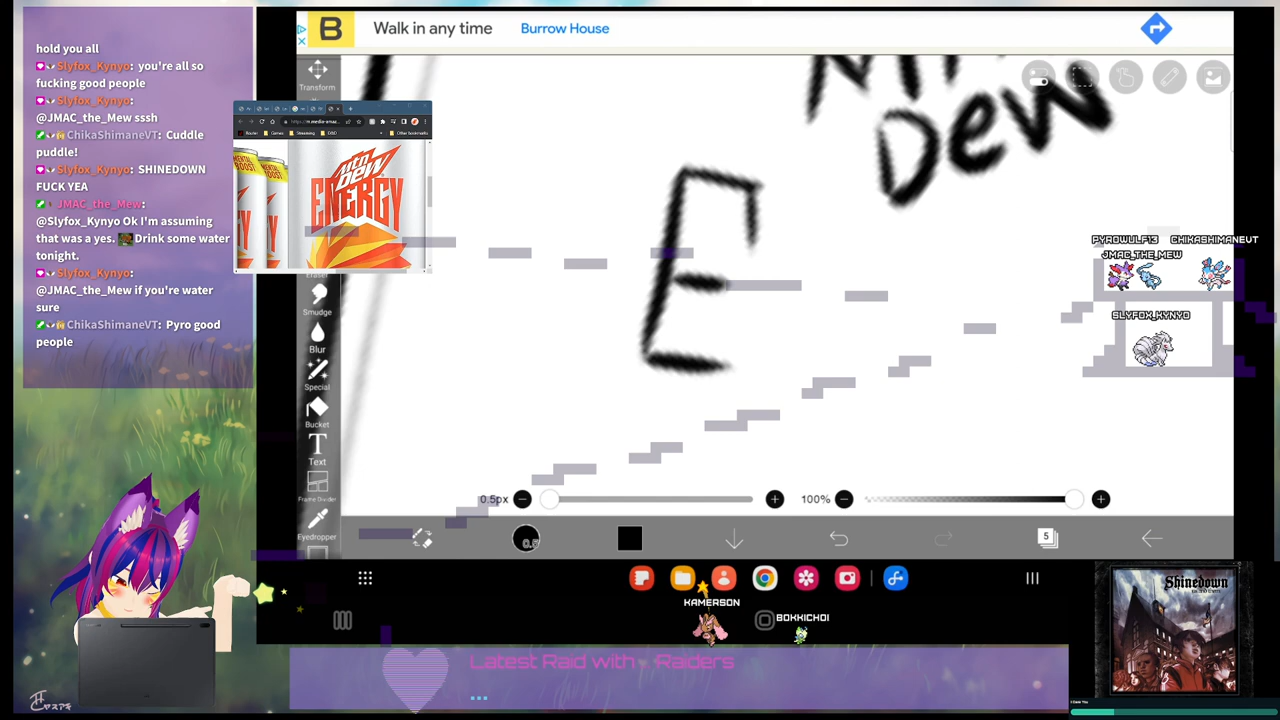 hold you all
Slyfox_Kynyo: you're all so
fucking good people
Slyfox_Kynyo:
@JMAC_the_Mew sssh
ChikaShimaneVT: Cuddle
puddle!
Slyfox_Kynyo: SHINEDOWN
FUCK YEA
JMAC_the_Mew:
@Slyfox_Kynyo Ok I'm assuming
that was a yes. Drink some water
tonight.
Slyfox_Kynyo:
@JMAC_the_Mew if you're water
sure
ChikaShimaneVT: Pyro good
people
B
Walk in any time
Burrow House
Transform
Mtn
Dew
ENERGY
Dew
E
Smudge
Blur
Special
Bucket
T
Text
Frame Divider
Eyedropper
0.5px
100%
5
PYROWULF13
CHIKASHIMANEVT
JMAC_THE_MEW
SLYFOX_KYNYO
KAMERSON
BOKKICHOI
Latest Raid with - Raiders
...
Shinedown